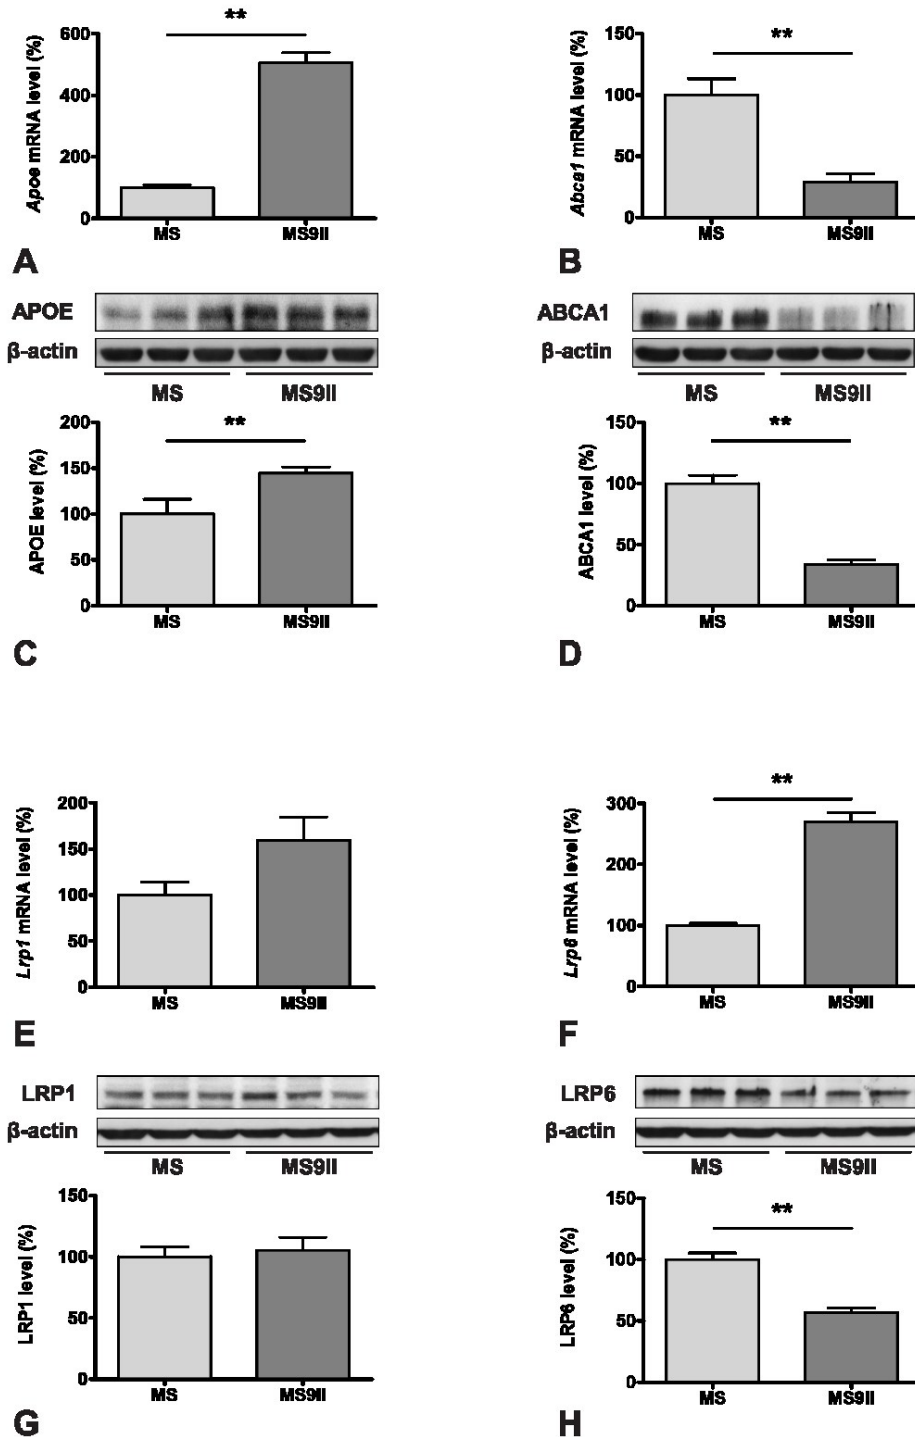 **
600
400
200
0
Apoe mRNA level (%)
MS
MS9II
A
**
150
100
50
0
Abca1 mRNA level (%)
MS
MS9II
B
APOE
β-actin
MS
MS9II
**
200
150
100
50
0
APOE level (%)
MS
MS9II
C
ABCA1
β-actin
MS
MS9II
**
150
100
50
0
ABCA1 level (%)
MS
MS9II
D
200
150
100
50
0
Lrp1 mRNA level (%)
MS
MS9II
E
**
300
200
100
0
Lrp6 mRNA level (%)
MS
MS9II
F
LRP1
β-actin
MS
MS9II
150
100
50
0
LRP1 level (%)
MS
MS9II
G
LRP6
β-actin
MS
MS9II
**
150
100
50
0
LRP6 level (%)
MS
MS9II
H